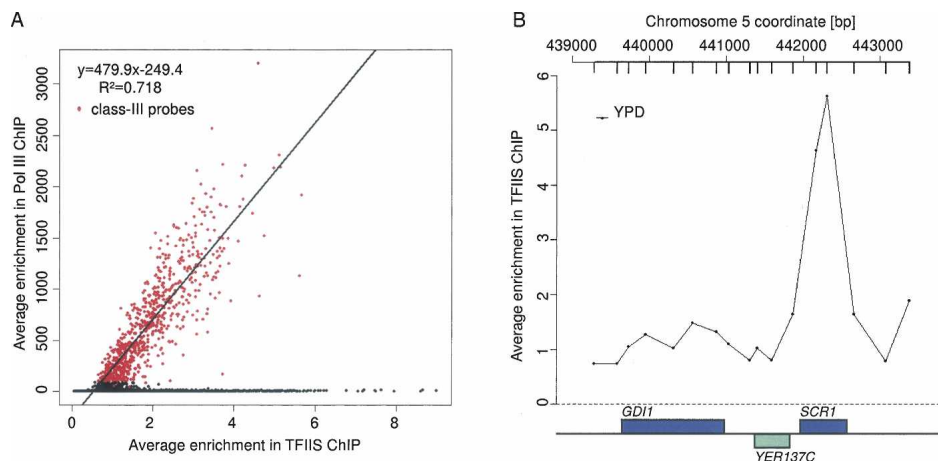 A
y=479.9x-249.4
R²=0.718
class-III probes
Average enrichment in Pol III ChIP
0
500
1000
1500
2000
2500
3000
0 2 4 6 8
Average enrichment in TFIIS ChIP
B
Chromosome 5 coordinate [bp]
439000 440000 441000 442000 443000
YPD
Average enrichment in TFIIS ChIP
6
5
4
3
2
1
0
GDI1 SCR1
YER137C